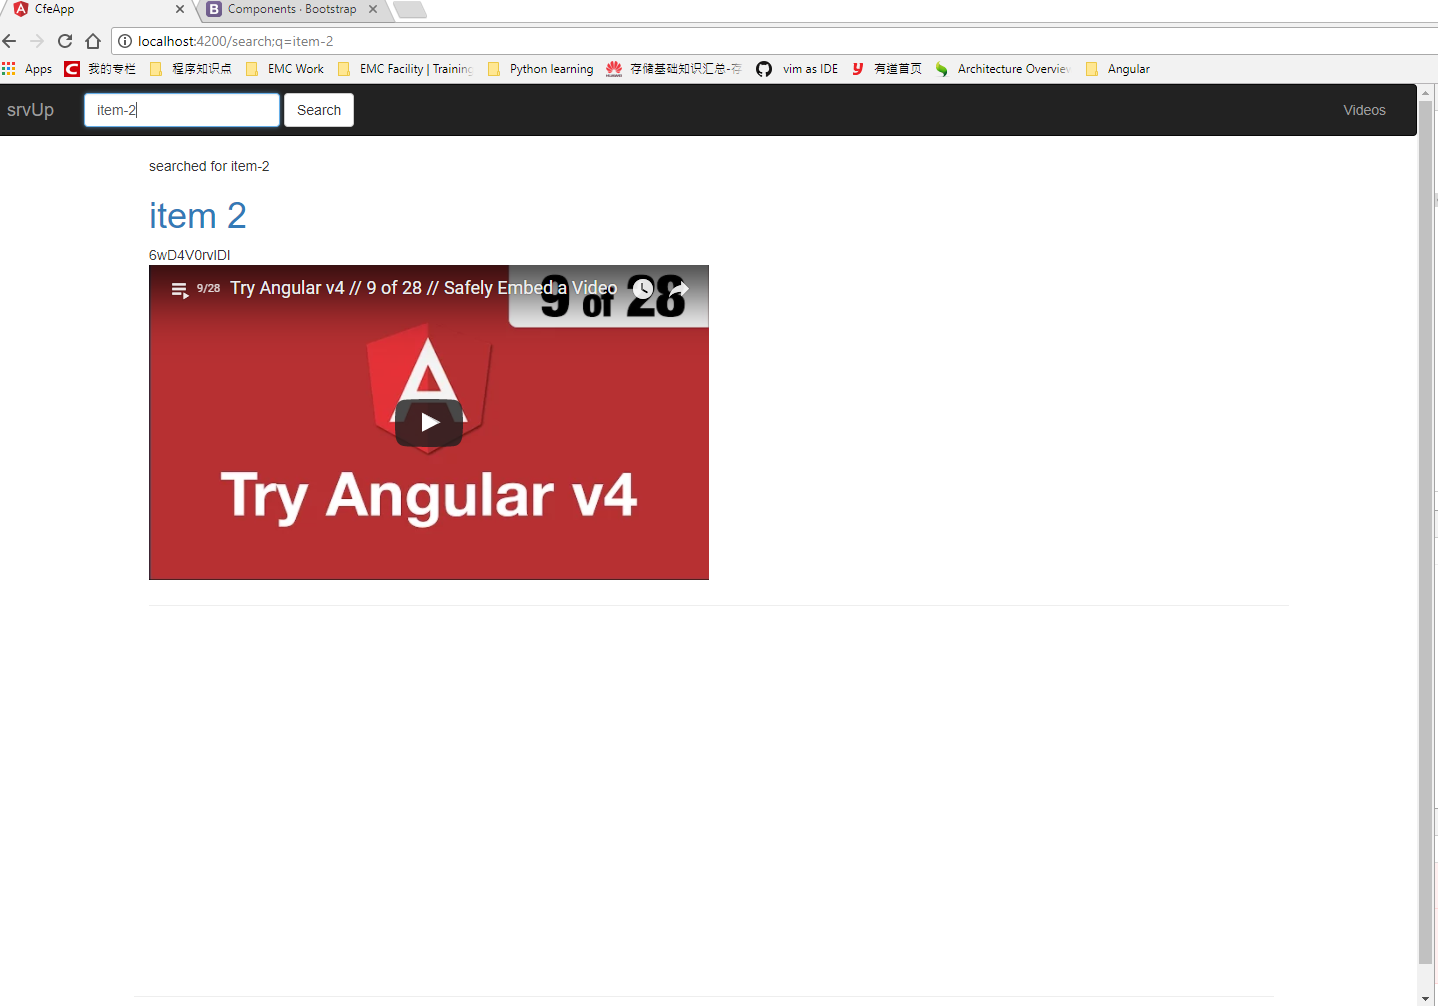 CfeApp
Components · Bootstrap
localhost:4200/search;q=item-2
Apps 我的专栏 程序知识点 EMC Work EMC Facility | Training Python learning 存储基础知识汇总-存 vim as IDE 有道首页 Architecture Overview Angular
srvUp item-2 Search Videos
searched for item-2
item 2
6wD4V0rvlDI
9/28 Try Angular v4 // 9 of 28 // Safely Embed a Video
9 OF 28
Try Angular v4